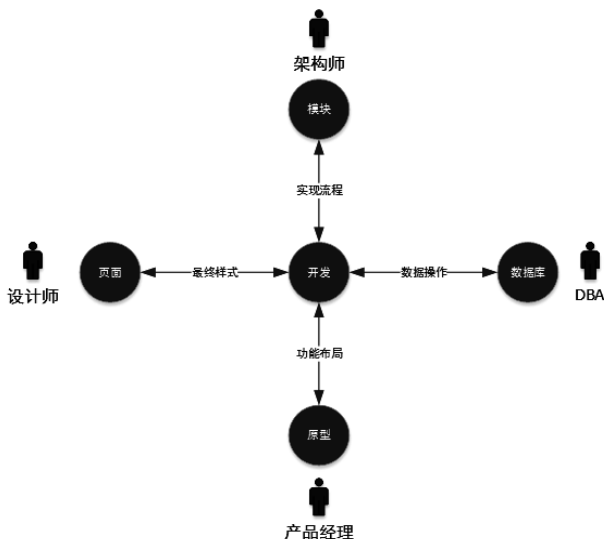 架构师
模块
实现流程
页面
最终样式
开发
数据操作
数据库
设计师
DBA
功能布局
原型
产品经理